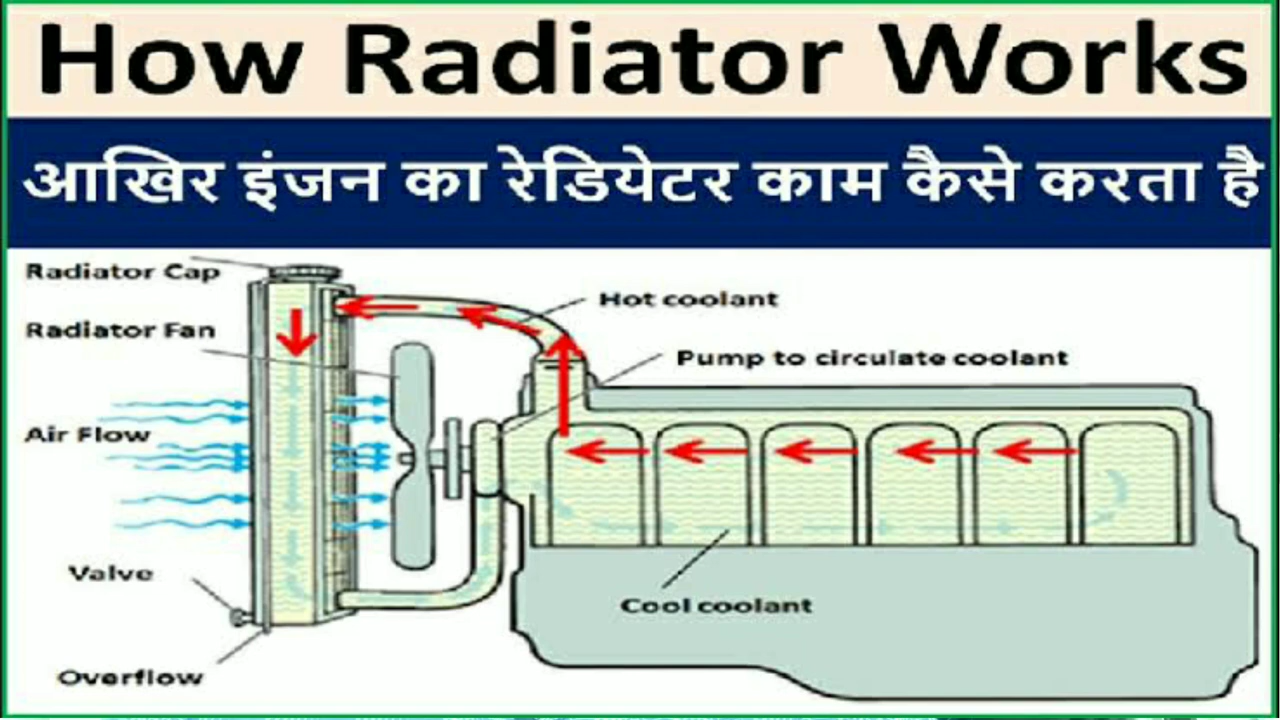 How Radiator Works
आखिर इंजन का रेडियेटर काम कैसे करता है
Radiator Cap
Hot coolant
Radiator Fan
Pump to circulate coolant
Air Flow
Valve
Cool coolant
Overflow